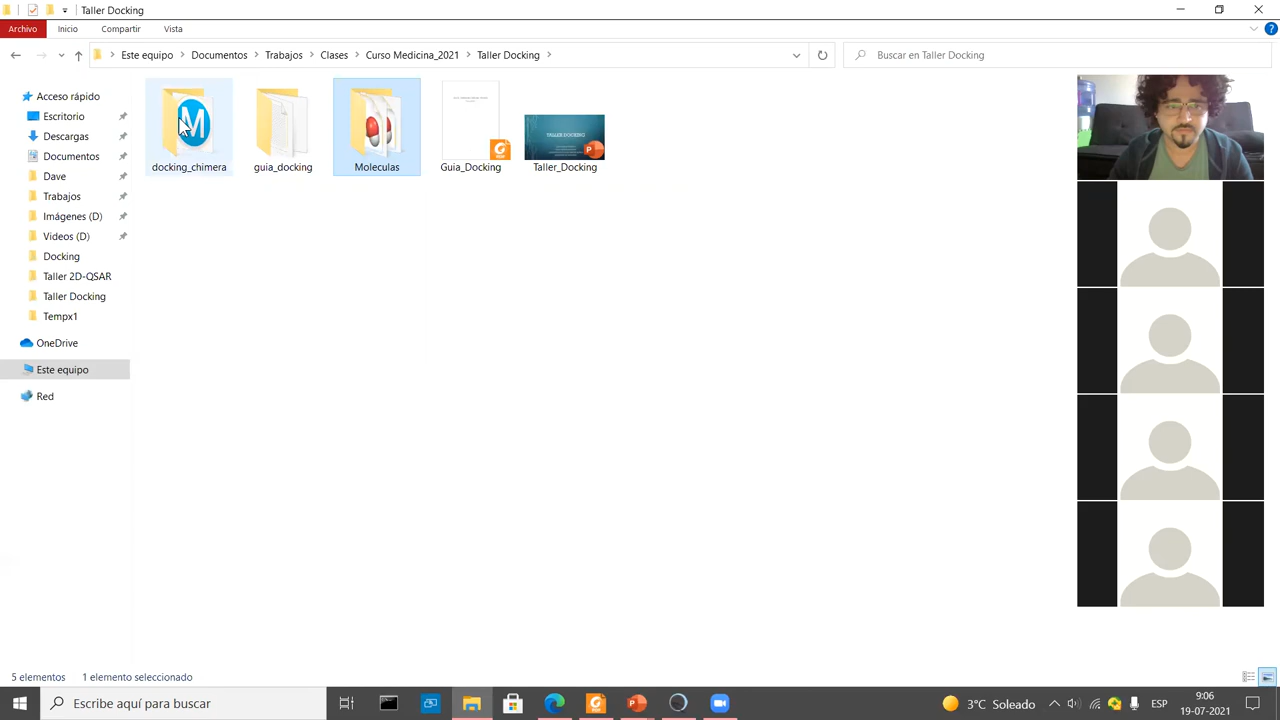 Taller Docking
Archivo Inicio Compartir Vista
Este equipo > Documentos > Trabajos > Clases > Curso Medicina_2021 > Taller Docking >
Buscar en Taller Docking
Acceso rápido
Escritorio
Descargas
Documentos
Dave
Trabajos
Imágenes (D)
Videos (D)
Docking
Taller 2D-QSAR
Taller Docking
Tempx1
OneDrive
Este equipo
Red
M
TALLER DOCKING
docking_chimera
guia_docking
Moleculas
Guia_Docking
Taller_Docking
5 elementos 1 elemento seleccionado
Escribe aquí para buscar
3°C Soleado
ESP
9:06
19-07-2021